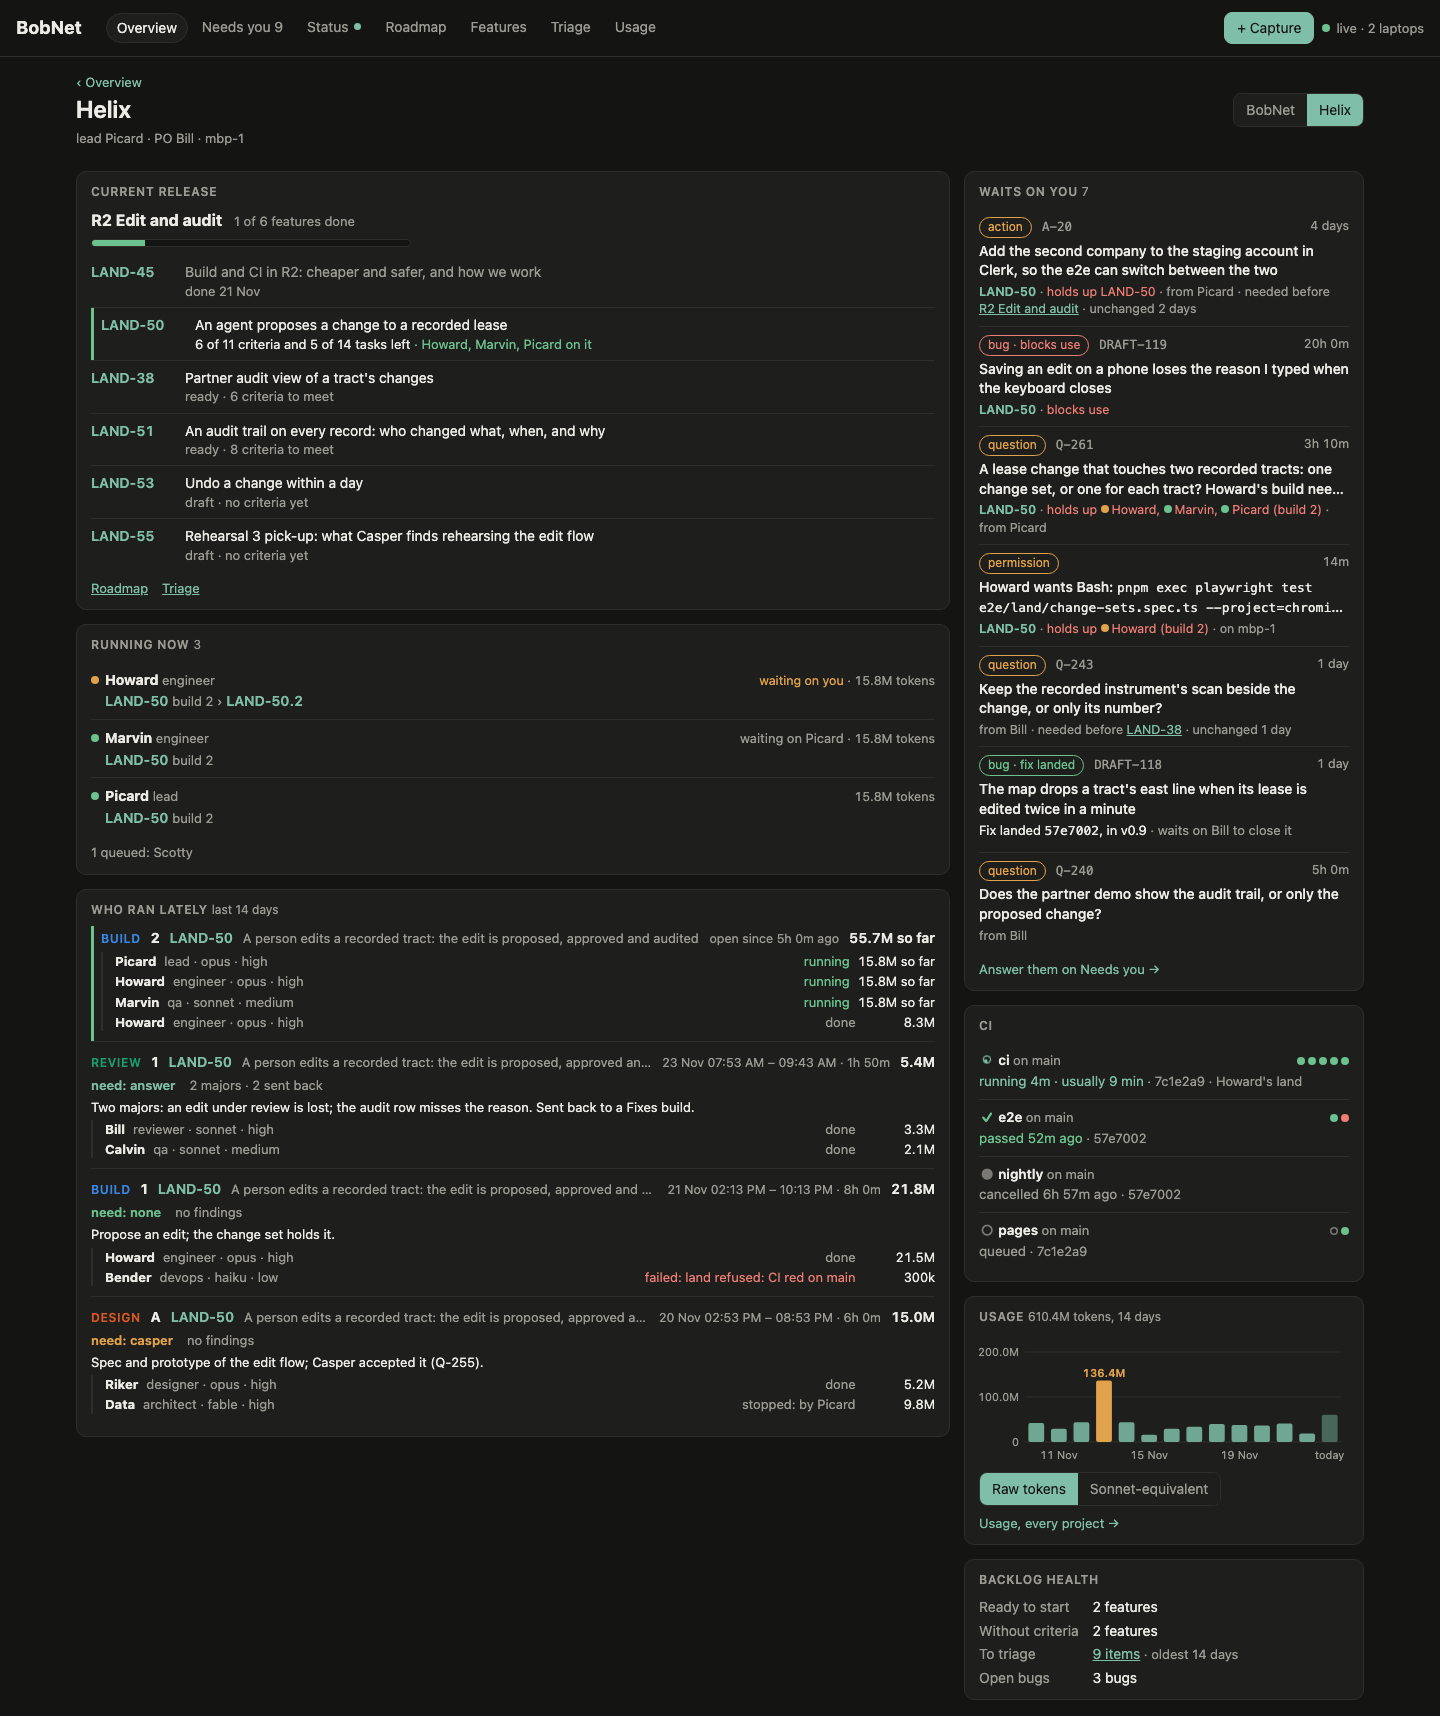 BobNet
Overview
Needs you 9
Status
Roadmap
Features
Triage
Usage
+ Capture
live · 2 laptops
‹ Overview
Helix
lead Picard · PO Bill · mbp-1
BobNet
Helix
CURRENT RELEASE
R2 Edit and audit 1 of 6 features done
LAND-45 Build and CI in R2: cheaper and safer, and how we work
done 21 Nov
LAND-50 An agent proposes a change to a recorded lease
6 of 11 criteria and 5 of 14 tasks left · Howard, Marvin, Picard on it
LAND-38 Partner audit view of a tract's changes
ready · 6 criteria to meet
LAND-51 An audit trail on every record: who changed what, when, and why
ready · 8 criteria to meet
LAND-53 Undo a change within a day
draft · no criteria yet
LAND-55 Rehearsal 3 pick-up: what Casper finds rehearsing the edit flow
draft · no criteria yet
Roadmap Triage
RUNNING NOW 3
Howard engineer waiting on you · 15.8M tokens
LAND-50 build 2 › LAND-50.2
Marvin engineer waiting on Picard · 15.8M tokens
LAND-50 build 2
Picard lead 15.8M tokens
LAND-50 build 2
1 queued: Scotty
WHO RAN LATELY last 14 days
BUILD 2 LAND-50 A person edits a recorded tract: the edit is proposed, approved and audited open since 5h 0m ago 55.7M so far
Picard lead · opus · high running 15.8M so far
Howard engineer · opus · high running 15.8M so far
Marvin qa · sonnet · medium running 15.8M so far
Howard engineer · opus · high done 8.3M
REVIEW 1 LAND-50 A person edits a recorded tract: the edit is proposed, approved an... 23 Nov 07:53 AM – 09:43 AM · 1h 50m 5.4M
need: answer 2 majors · 2 sent back
Two majors: an edit under review is lost; the audit row misses the reason. Sent back to a Fixes build.
Bill reviewer · sonnet · high done 3.3M
Calvin qa · sonnet · medium done 2.1M
BUILD 1 LAND-50 A person edits a recorded tract: the edit is proposed, approved and ... 21 Nov 02:13 PM – 10:13 PM · 8h 0m 21.8M
need: none no findings
Propose an edit; the change set holds it.
Howard engineer · opus · high done 21.5M
Bender devops · haiku · low failed: land refused: CI red on main 300k
DESIGN A LAND-50 A person edits a recorded tract: the edit is proposed, approved a... 20 Nov 02:53 PM – 08:53 PM · 6h 0m 15.0M
need: casper no findings
Spec and prototype of the edit flow; Casper accepted it (Q-255).
Riker designer · opus · high done 5.2M
Data architect · fable · high stopped: by Picard 9.8M
WAITS ON YOU 7
action A-20 4 days
Add the second company to the staging account in
Clerk, so the e2e can switch between the two
LAND-50 · holds up LAND-50 · from Picard · needed before
R2 Edit and audit · unchanged 2 days
bug · blocks use DRAFT-119 20h 0m
Saving an edit on a phone loses the reason I typed when
the keyboard closes
LAND-50 · blocks use
question Q-261 3h 10m
A lease change that touches two recorded tracts: one
change set, or one for each tract? Howard's build nee...
LAND-50 · holds up Howard, Marvin, Picard (build 2) ·
from Picard
permission 14m
Howard wants Bash: pnpm exec playwright test
e2e/land/change-sets.spec.ts --project=chromi...
LAND-50 · holds up Howard (build 2) · on mbp-1
question Q-243 1 day
Keep the recorded instrument's scan beside the
change, or only its number?
from Bill · needed before LAND-38 · unchanged 1 day
bug · fix landed DRAFT-118 1 day
The map drops a tract's east line when its lease is
edited twice in a minute
Fix landed 57e7002, in v0.9 · waits on Bill to close it
question Q-240 5h 0m
Does the partner demo show the audit trail, or only the
proposed change?
from Bill
Answer them on Needs you →
CI
ci on main
running 4m · usually 9 min · 7c1e2a9 · Howard's land
e2e on main
passed 52m ago · 57e7002
nightly on main
cancelled 6h 57m ago · 57e7002
pages on main
queued · 7c1e2a9
USAGE 610.4M tokens, 14 days
200.0M
136.4M
100.0M
0
11 Nov 15 Nov 19 Nov today
Raw tokens Sonnet-equivalent
Usage, every project →
BACKLOG HEALTH
Ready to start 2 features
Without criteria 2 features
To triage 9 items · oldest 14 days
Open bugs 3 bugs